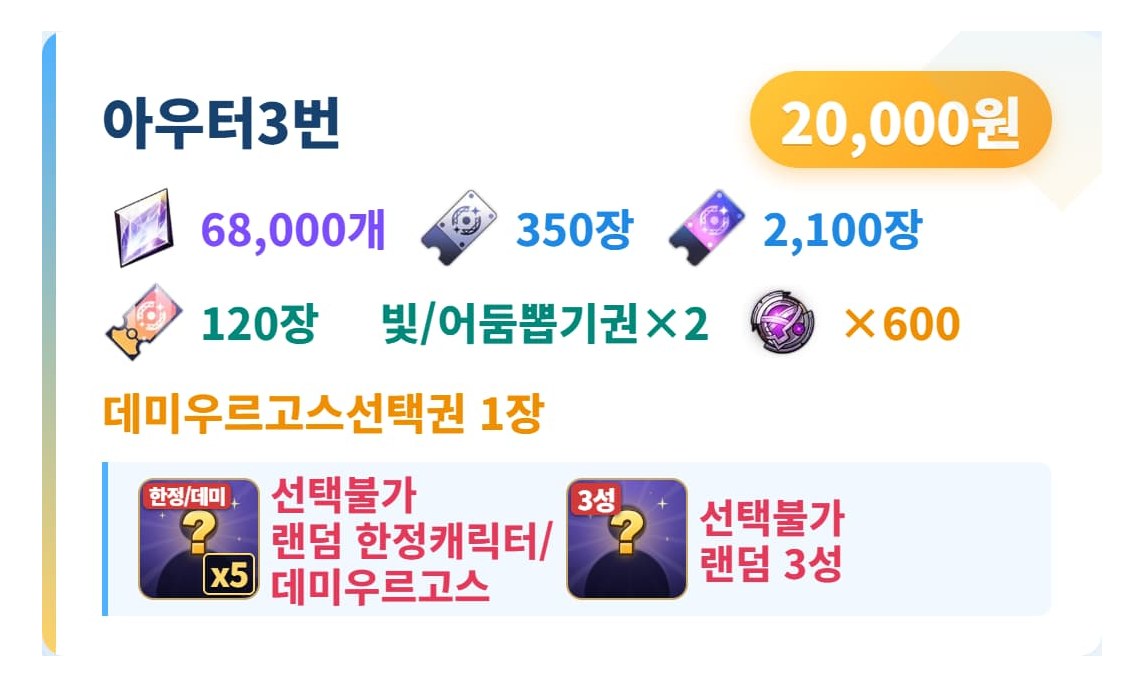 아우터3번
20,000원
68,000개 350장 2,100장
120장 빛/어둠뽑기권×2 ×600
데미우르고스선택권 1장
한정/데미
x5
선택불가
랜덤 한정캐릭터/
데미우르고스
3성
선택불가
랜덤 3성